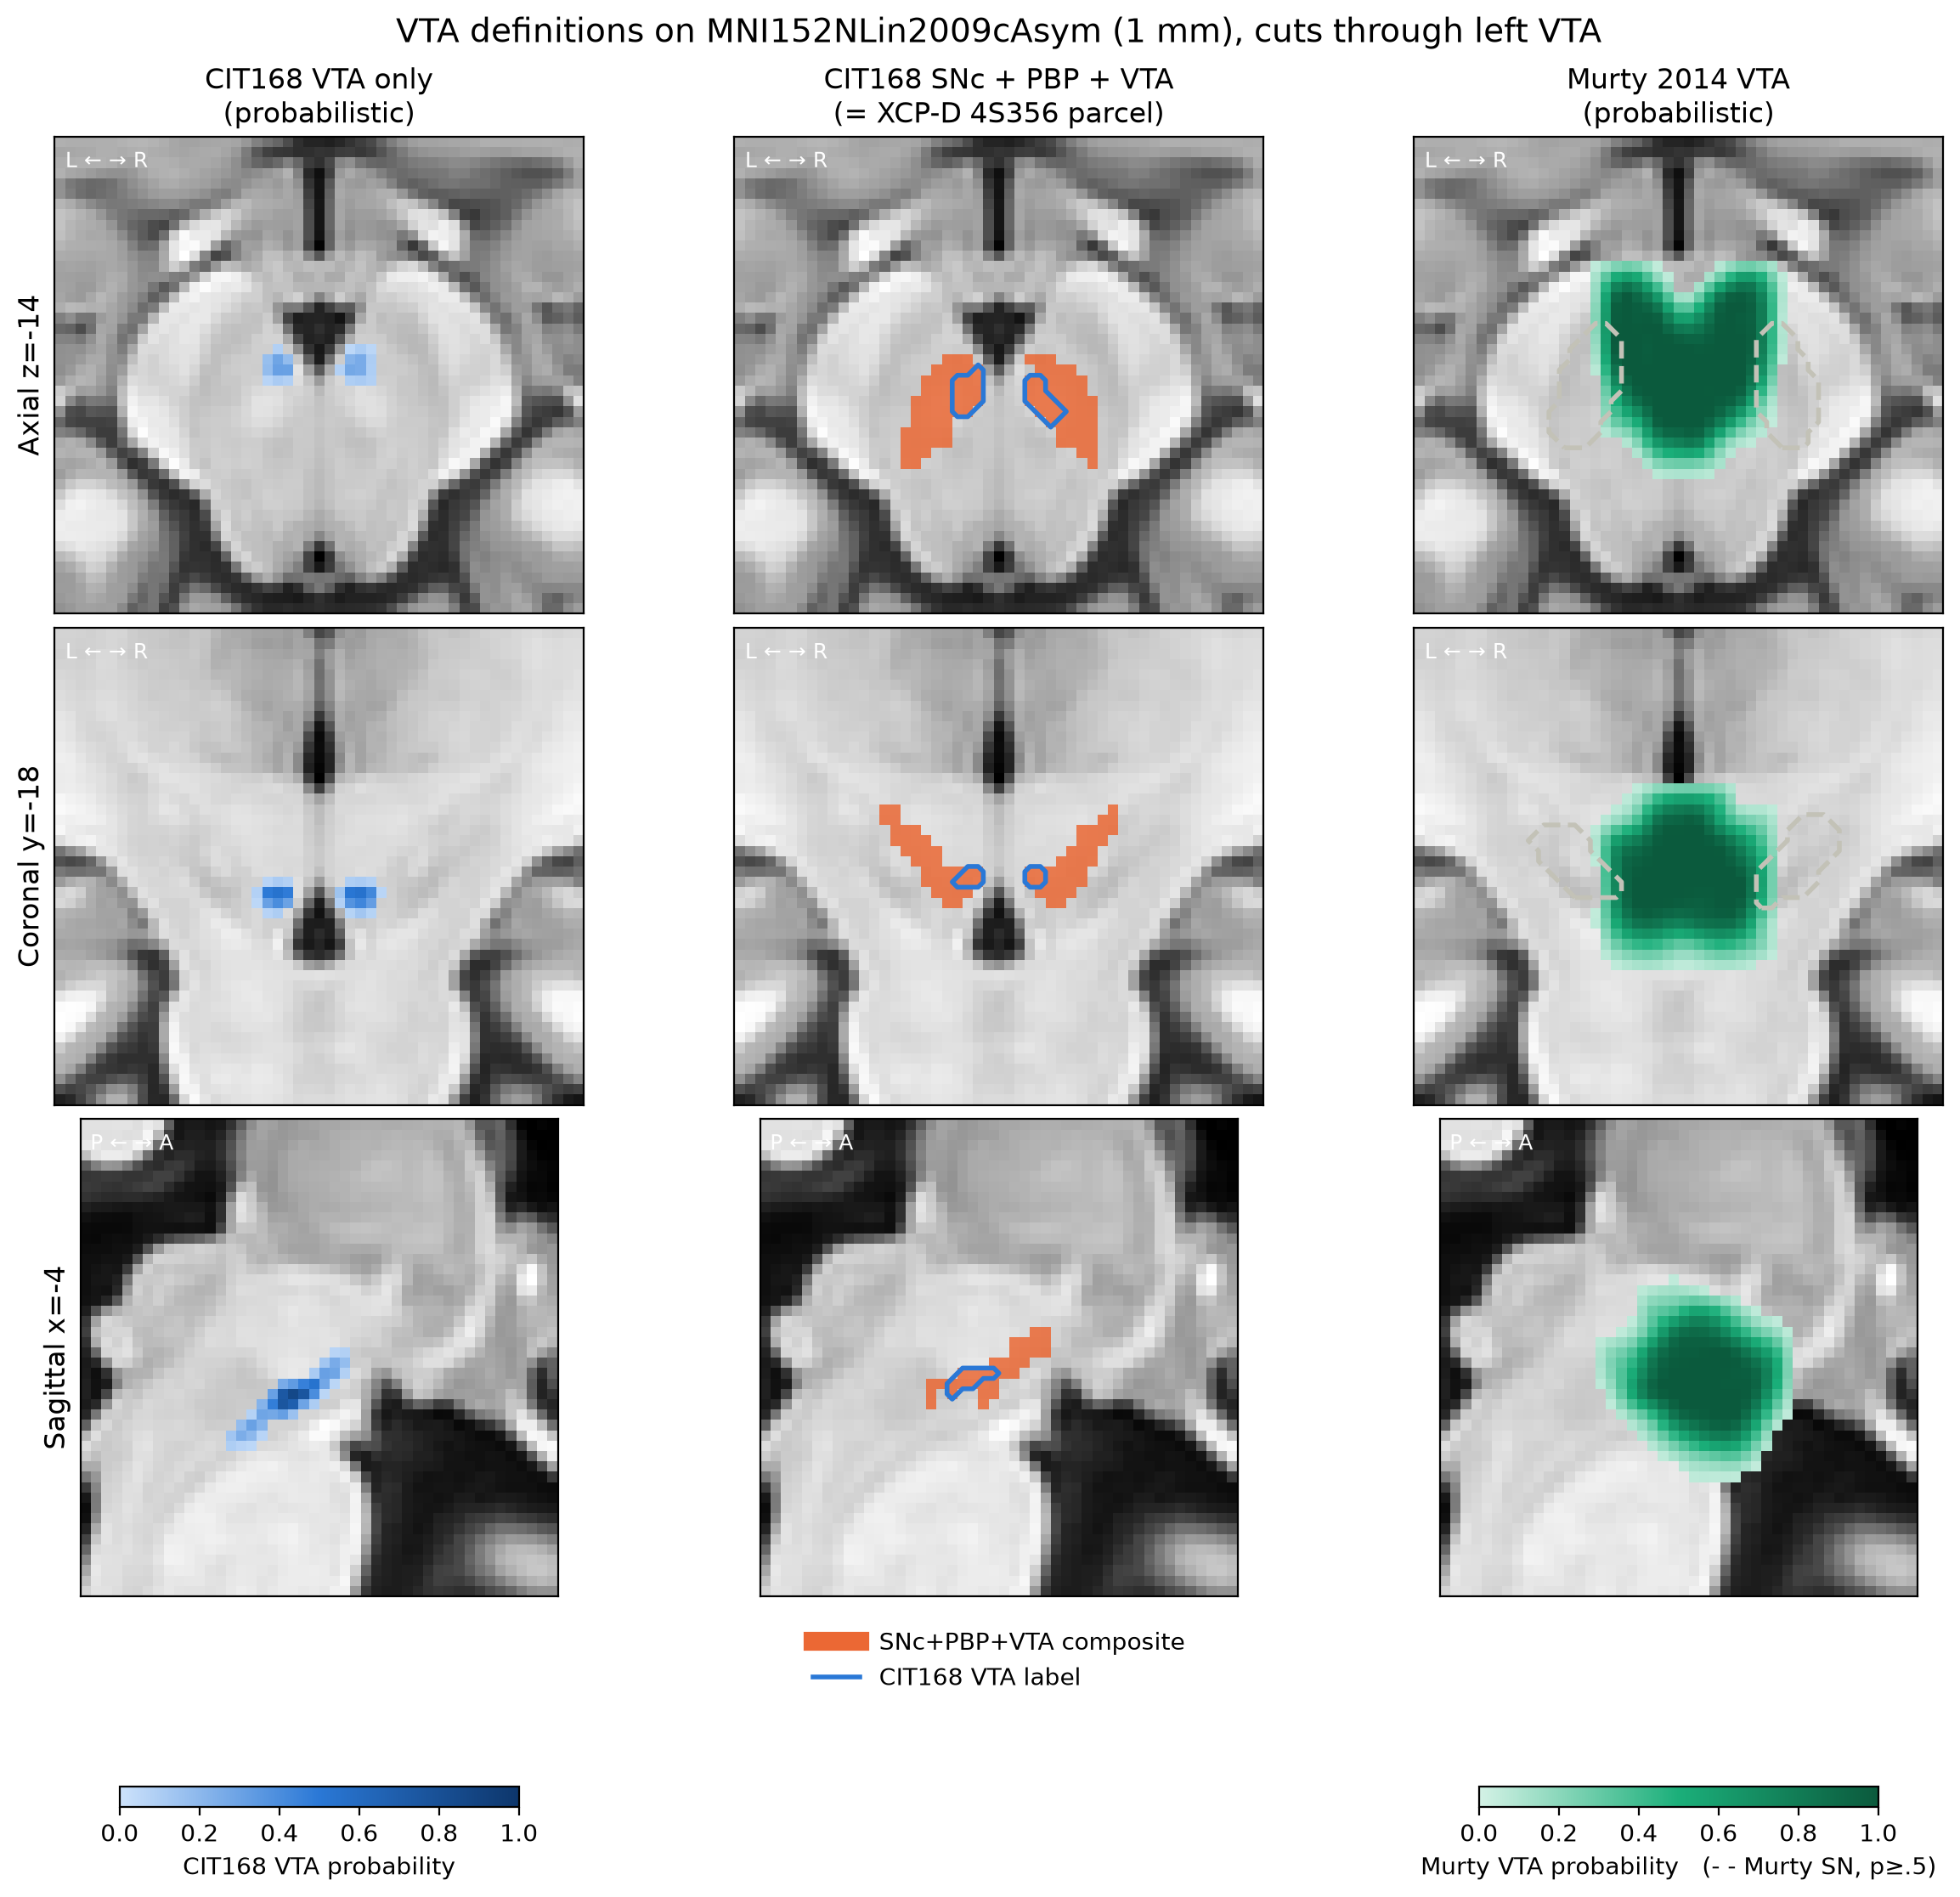 VTA definitions on MNI152NLin2009cAsym (1 mm), cuts through left VTA
CIT168 VTA only
(probabilistic)
CIT168 SNc + PBP + VTA
(= XCP-D 4S356 parcel)
Murty 2014 VTA
(probabilistic)
Axial z=-14
L ← → R
L ← → R
L ← → R
Coronal y=-18
L ← → R
L ← → R
L ← → R
Sagittal x=-4
P ← → A
P ← → A
P ← → A
SNc+PBP+VTA composite
CIT168 VTA label
0.0 0.2 0.4 0.6 0.8 1.0
CIT168 VTA probability
0.0 0.2 0.4 0.6 0.8 1.0
Murty VTA probability (- - Murty SN, p≥.5)